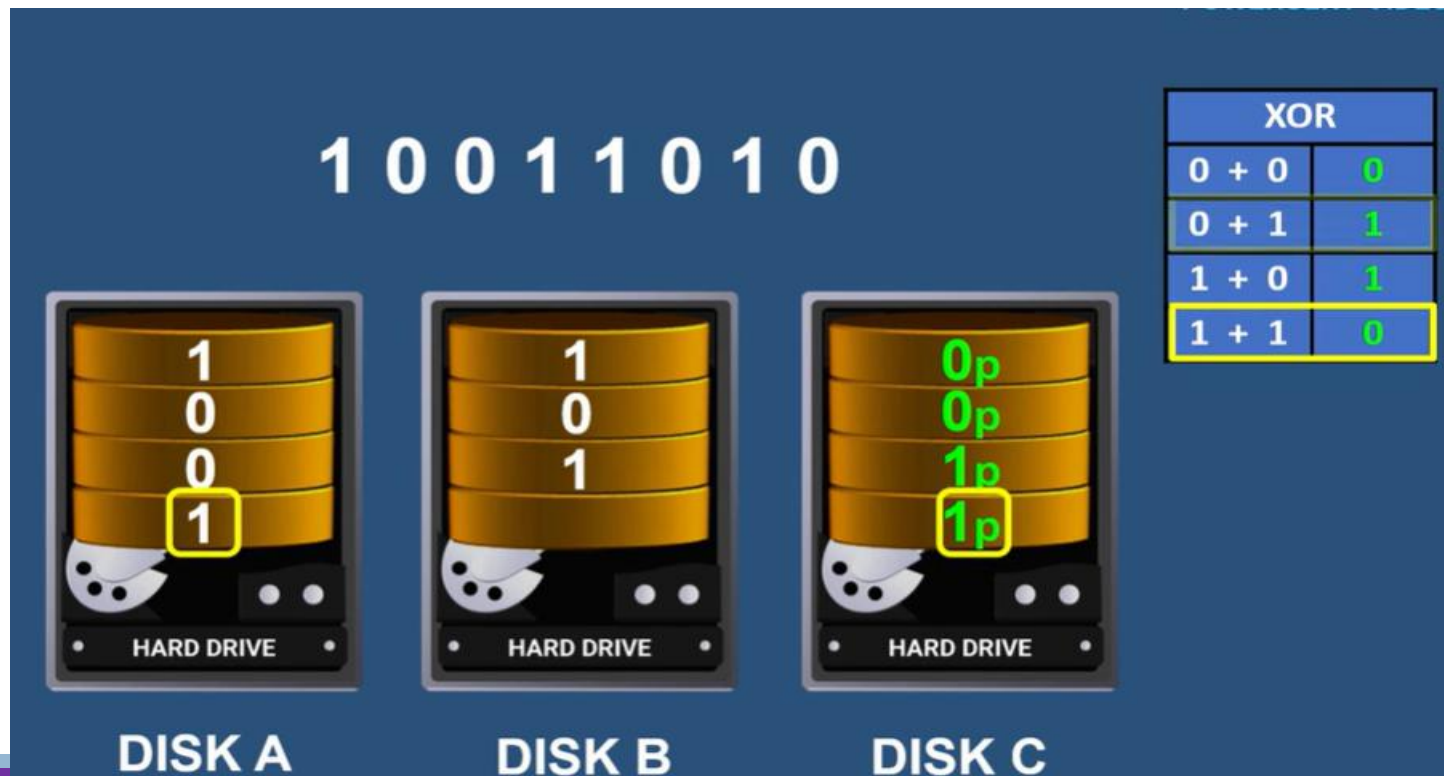 1 0 0 1 1 0 1 0
XOR
0 + 0 0
0 + 1 1
1 + 0 1
1 + 1 0
1 1 0p
0 0 0p
0 1 1p
1 1p
HARD DRIVE HARD DRIVE HARD DRIVE
DISK A DISK B DISK C